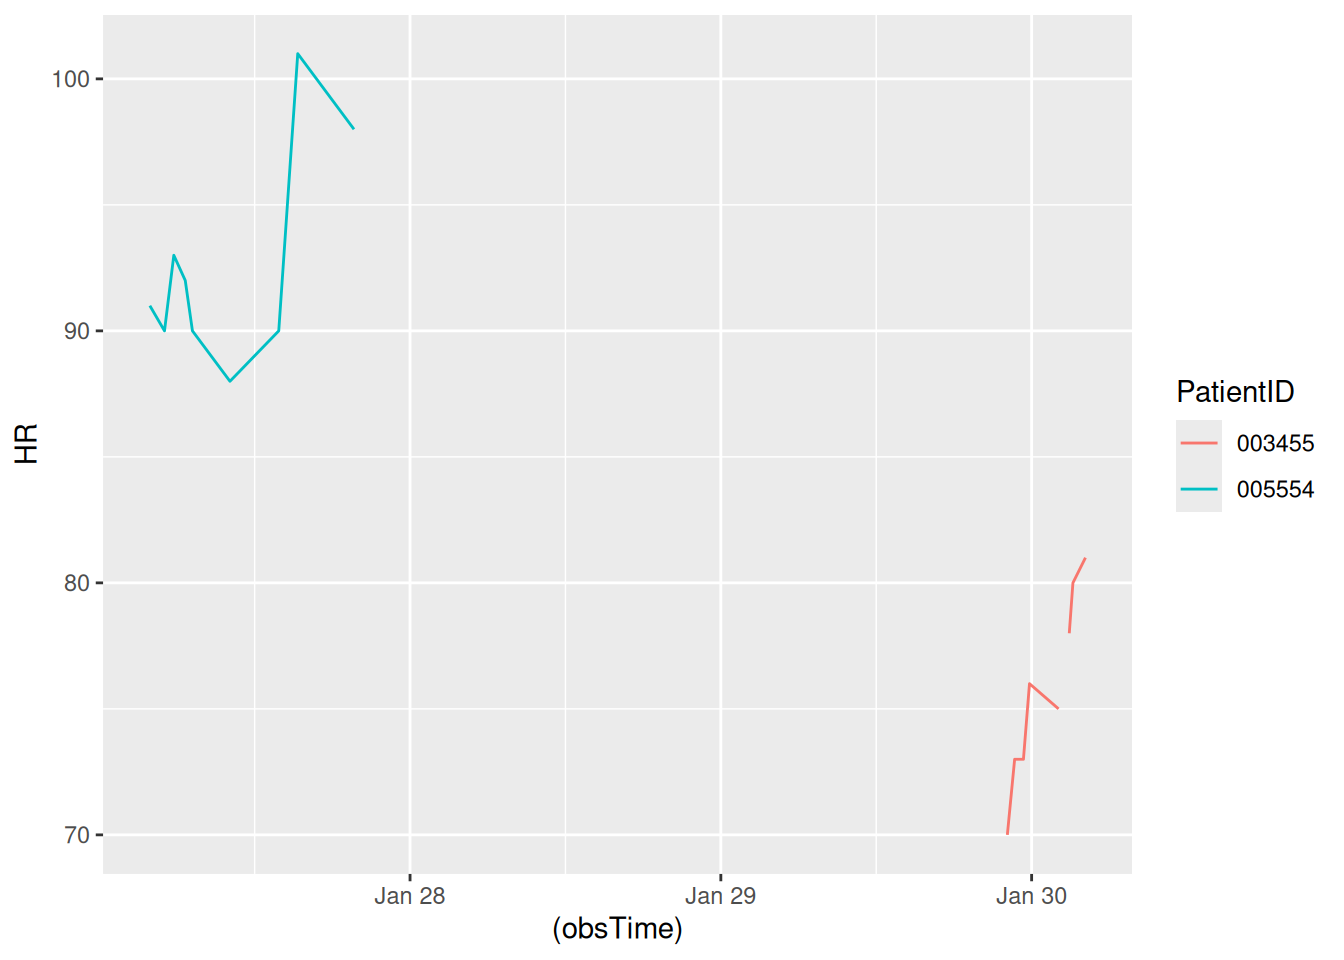 100
90
80
70
HR
Jan 28
Jan 29
Jan 30
(obsTime)
PatientID
003455
005554